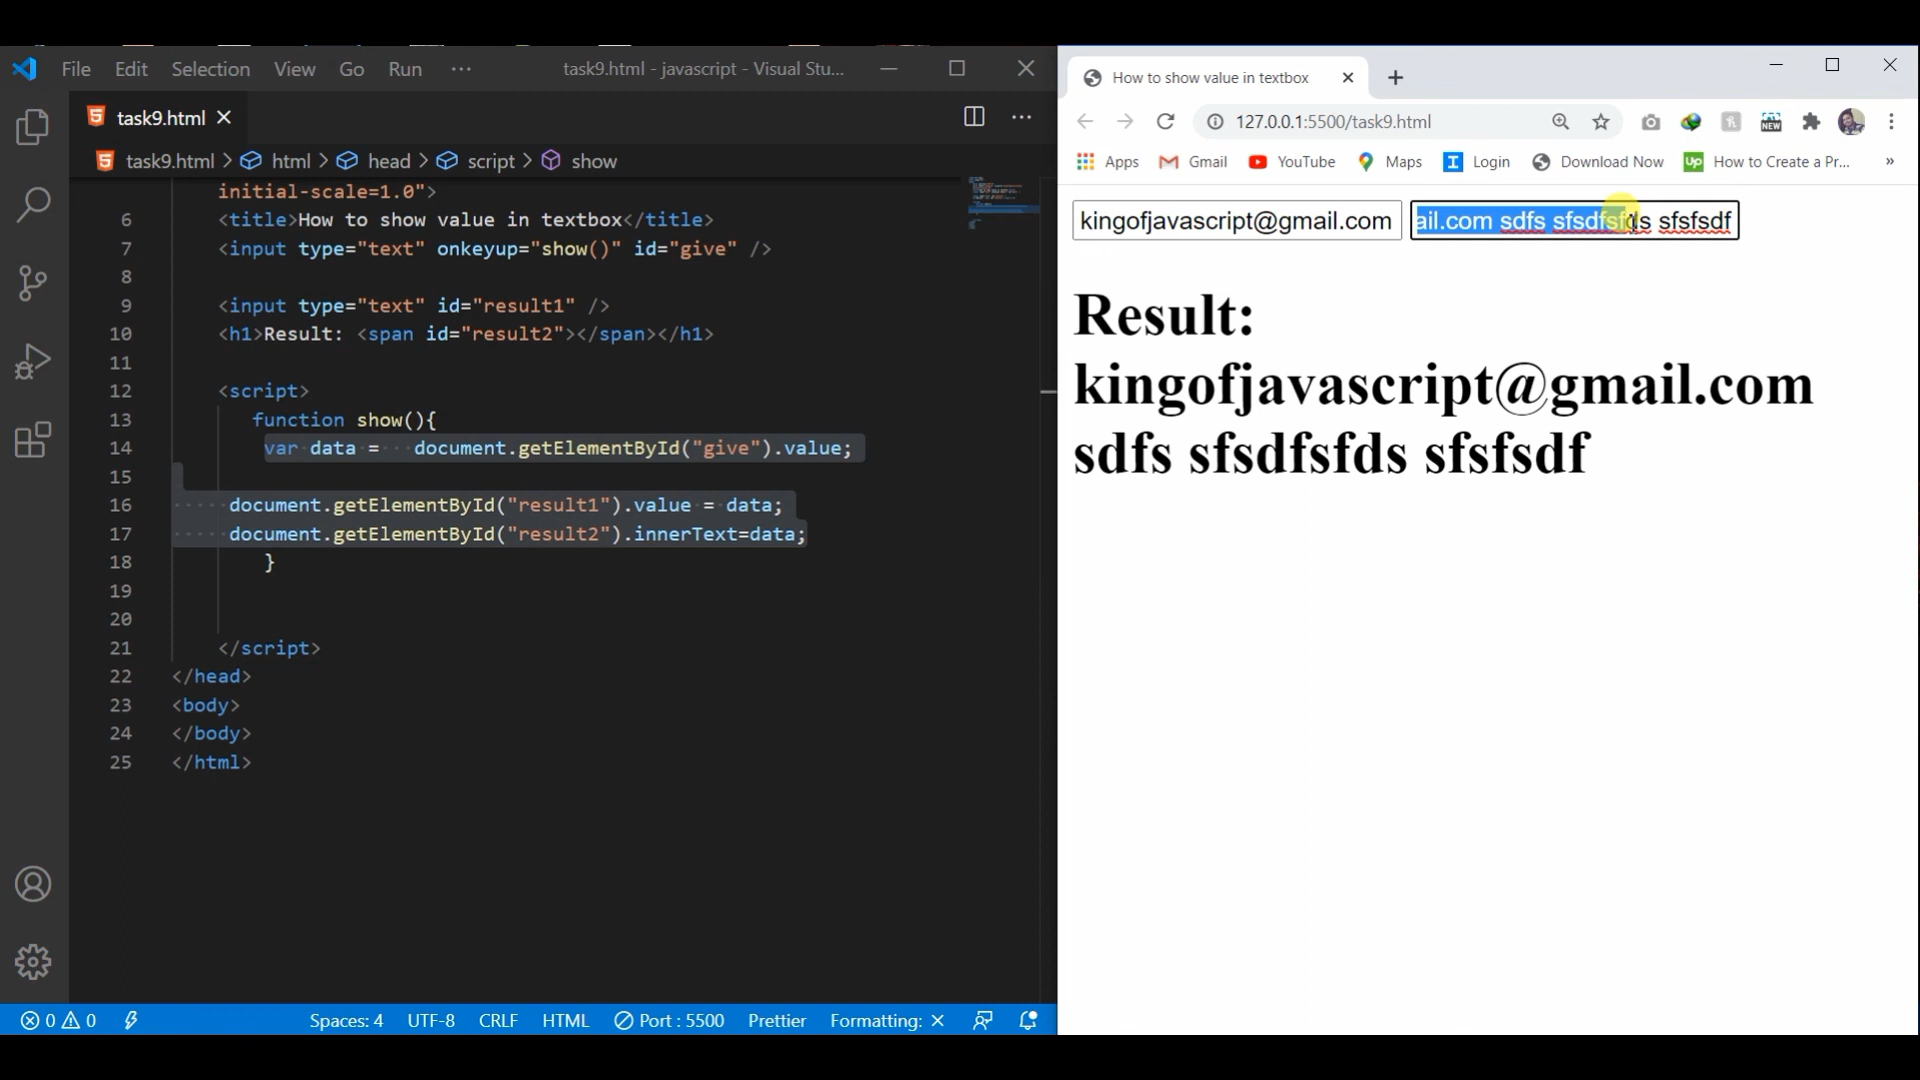 File Edit Selection View Go Run ··· task9.html - javascript - Visual Stu...
task9.html
task9.html > html > head > script > show
initial-scale=1.0">
6 <title>How to show value in textbox</title>
7 <input type="text" onkeyup="show()" id="give" />
8
9 <input type="text" id="result1" />
10 <h1>Result: <span id="result2"></span></h1>
11
12 <script>
13 function show(){
14 var data = document.getElementById("give").value;
15
16 document.getElementById("result1").value = data;
17 document.getElementById("result2").innerText=data;
18 }
19
20
21 </script>
22 </head>
23 <body>
24 </body>
25 </html>
0 0 Spaces: 4 UTF-8 CRLF HTML Port : 5500 Prettier Formatting: ×
How to show value in textbox
127.0.0.1:5500/task9.html NEW
Apps Gmail YouTube Maps I Login Download Now Up How to Create a Pr... »
kingofjavascript@gmail.com ail.com sdfs sfsdfsfds sfsfsdf
Result:
kingofjavascript@gmail.com
sdfs sfsdfsfds sfsfsdf